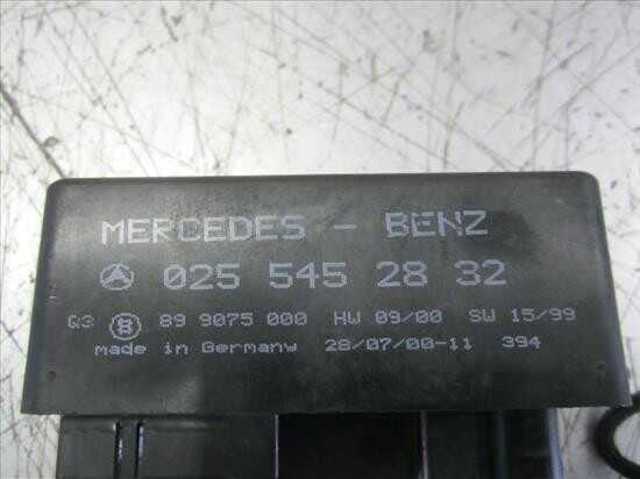 MERCEDES - BENZ
025 545 28 32
Q3 B 89 9075 000 HW 09/00 SW 15/99
made in Germanw 28/07/00-11 394